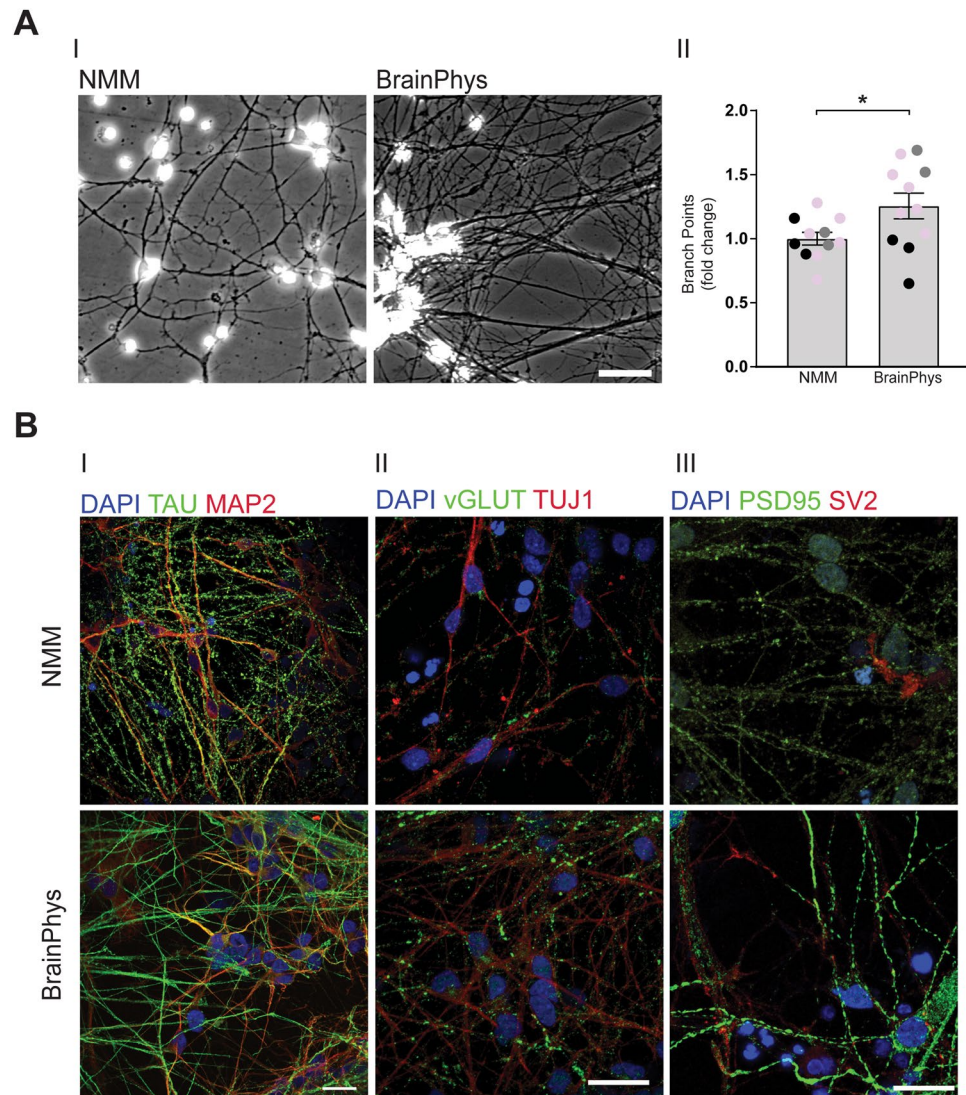 A
I
NMM
BrainPhys
II
*
2.0
1.5
1.0
0.5
0.0
Branch Points
(fold change)
NMM
BrainPhys
B
I
DAPI TAU MAP2
II
DAPI vGLUT TUJ1
III
DAPI PSD95 SV2
NMM
BrainPhys